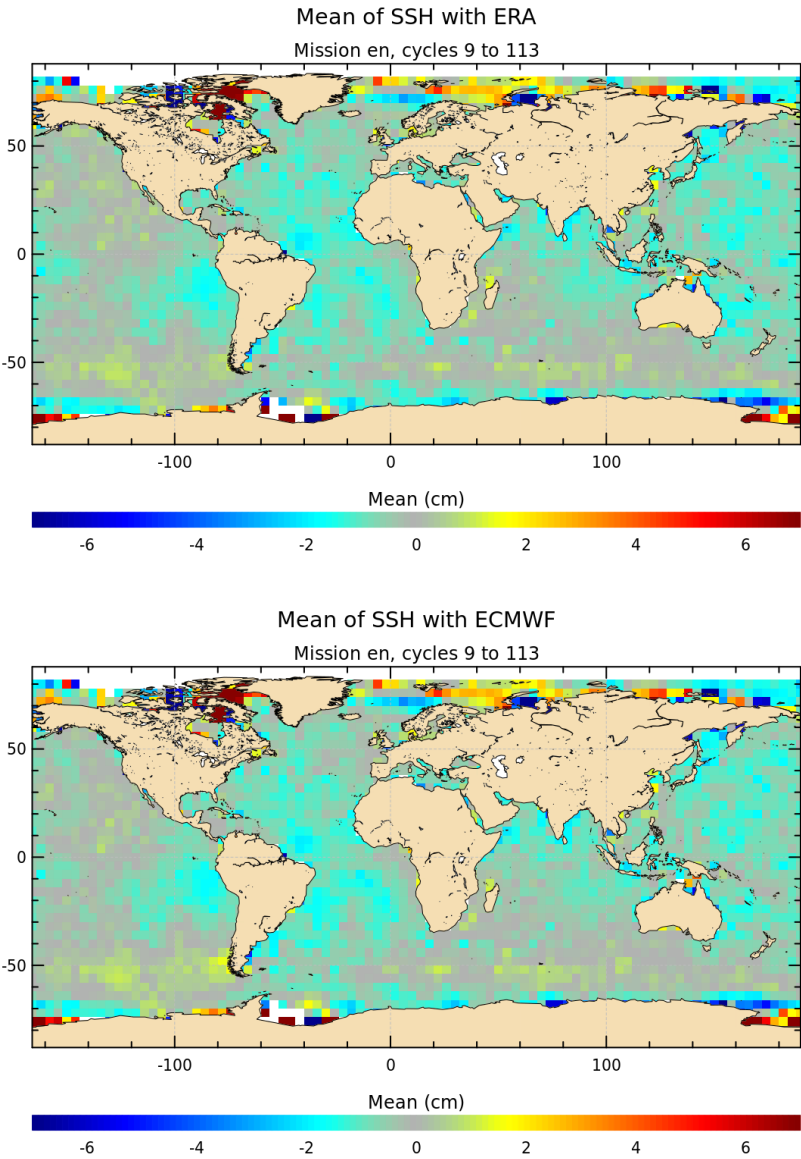 Mean of SSH with ERA
Mission en, cycles 9 to 113
50
0
-50
-100 0 100
Mean (cm)
-6 -4 -2 0 2 4 6
Mean of SSH with ECMWF
Mission en, cycles 9 to 113
50
0
-50
-100 0 100
Mean (cm)
-6 -4 -2 0 2 4 6